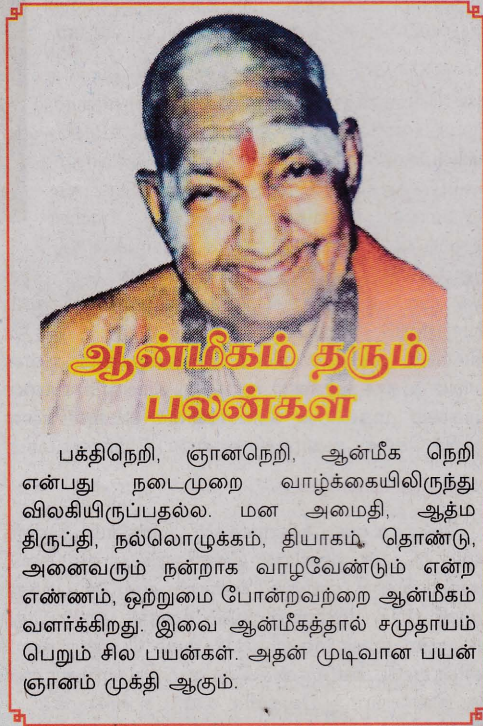 ஆன்மீகம் தரும்
பலன்கள்
பக்திநெறி, ஞானநெறி, ஆன்மீக நெறி
என்பது நடைமுறை வாழ்க்கையிலிருந்து
விலகியிருப்பதல்ல. மன அமைதி, ஆத்ம
திருப்தி, நல்லொழுக்கம், தியாகம், தொண்டு,
அனைவரும் நன்றாக வாழவேண்டும் என்ற
எண்ணம், ஒற்றுமை போன்றவற்றை ஆன்மீகம்
வளர்க்கிறது. இவை ஆன்மீகத்தால் சமுதாயம்
பெறும் சில பயன்கள். அதன் முடிவான பயன்
ஞானம் முக்தி ஆகும்.